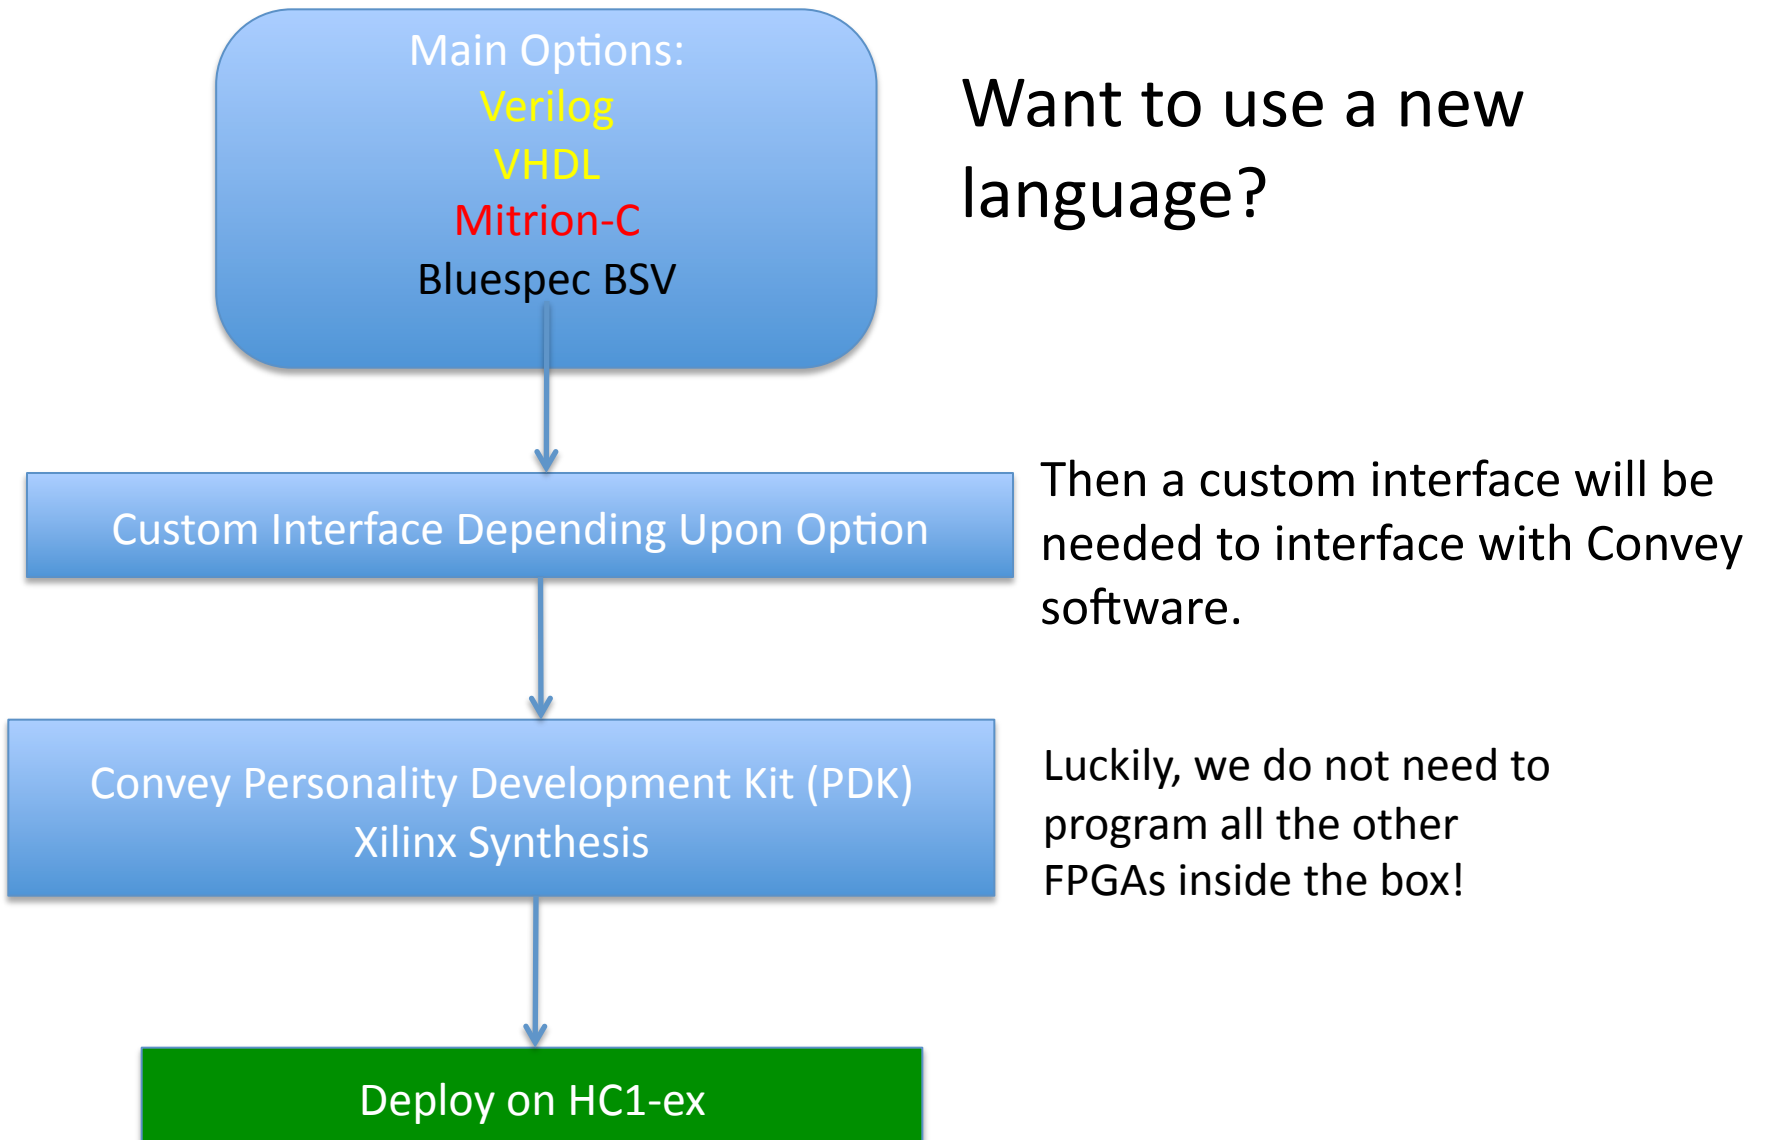 Main Options:
Verilog
VHDL
Mitrion-C
Bluespec BSV
Want to use a new
language?
Custom Interface Depending Upon Option
Then a custom interface will be
needed to interface with Convey
software.
Convey Personality Development Kit (PDK)
Xilinx Synthesis
Luckily, we do not need to
program all the other
FPGAs inside the box!
Deploy on HC1-ex